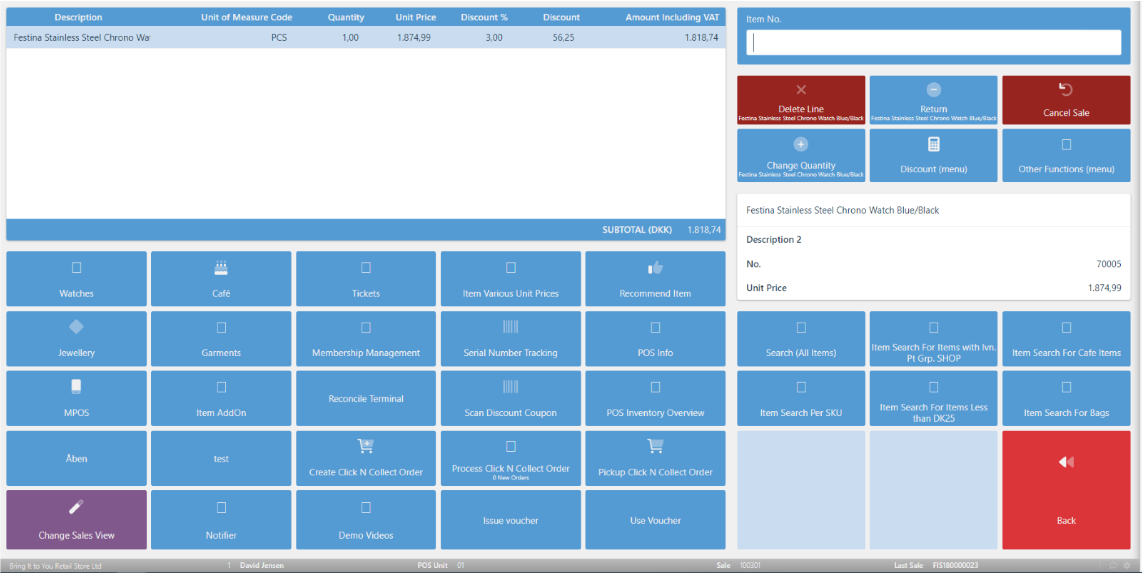 Description Unit of Measure Code Quantity Unit Price Discount % Discount Amount Including VAT
Festina Stainless Steel Chrono Wa PCS 1,00 1.874,99 3,00 56,25 1.818,74
SUBTOTAL (DKK) 1.818,74
Item No.
Delete Line
Festina Stainless Steel Chrono Watch Blue/Black
Return
Festina Stainless Steel Chrono Watch Blue/Black
Cancel Sale
Change Quantity
Festina Stainless Steel Chrono Watch Blue/Black
Discount (menu)
Other Functions (menu)
Festina Stainless Steel Chrono Watch Blue/Black
Description 2
No. 70005
Unit Price 1.874,99
Watches
Café
Tickets
Item Various Unit Prices
Recommend Item
Jewellery
Garments
Membership Management
Serial Number Tracking
POS Info
MPOS
Item AddOn
Reconcile Terminal
Scan Discount Coupon
POS Inventory Overview
Åben
test
Create Click N Collect Order
Process Click N Collect Order
0 New Orders
Pickup Click N Collect Order
Change Sales View
Notifier
Demo Videos
Issue voucher
Use Voucher
Search (All Items)
Item Search For Items with Ivn.
Pt Grp. SHOP
Item Search For Cafe Items
Item Search Per SKU
Item Search For Items Less
than DK25
Item Search For Bags
Back
Bring It to You Retail Store Ltd 1 David Jensen POS Unit 01 Sale 100301 Last Sale FIS180000023